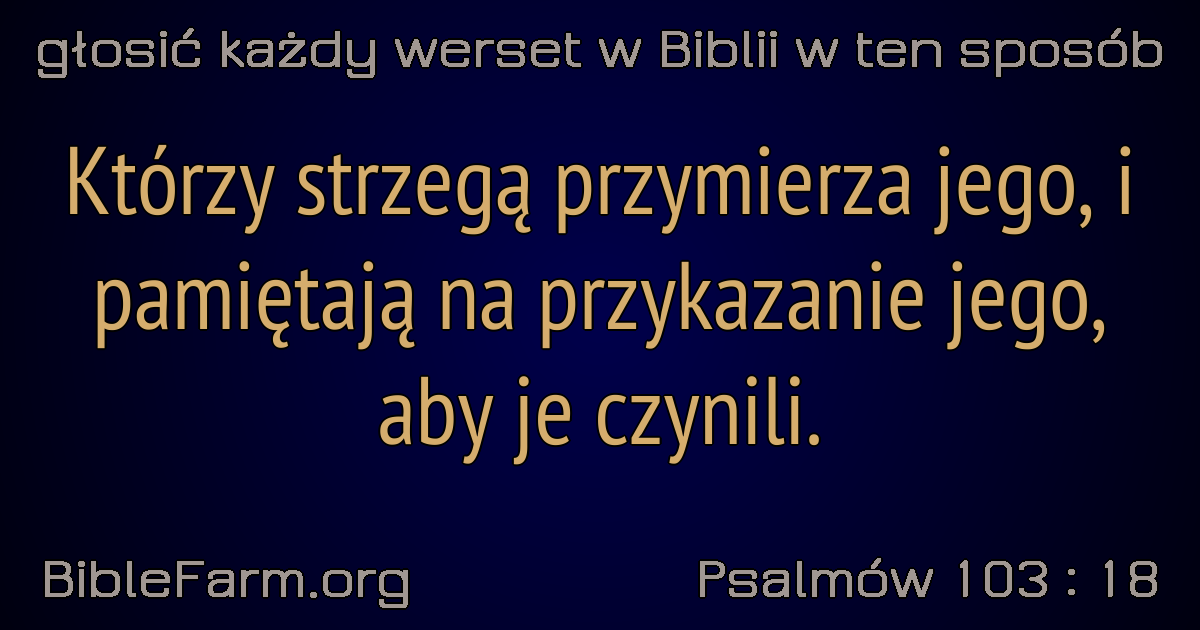 głosić każdy werset w Biblii w ten sposób
Którzy strzegą przymierza jego, i
pamiętają na przykazanie jego,
aby je czynili.
BibleFarm.org
Psalmów 103 : 18